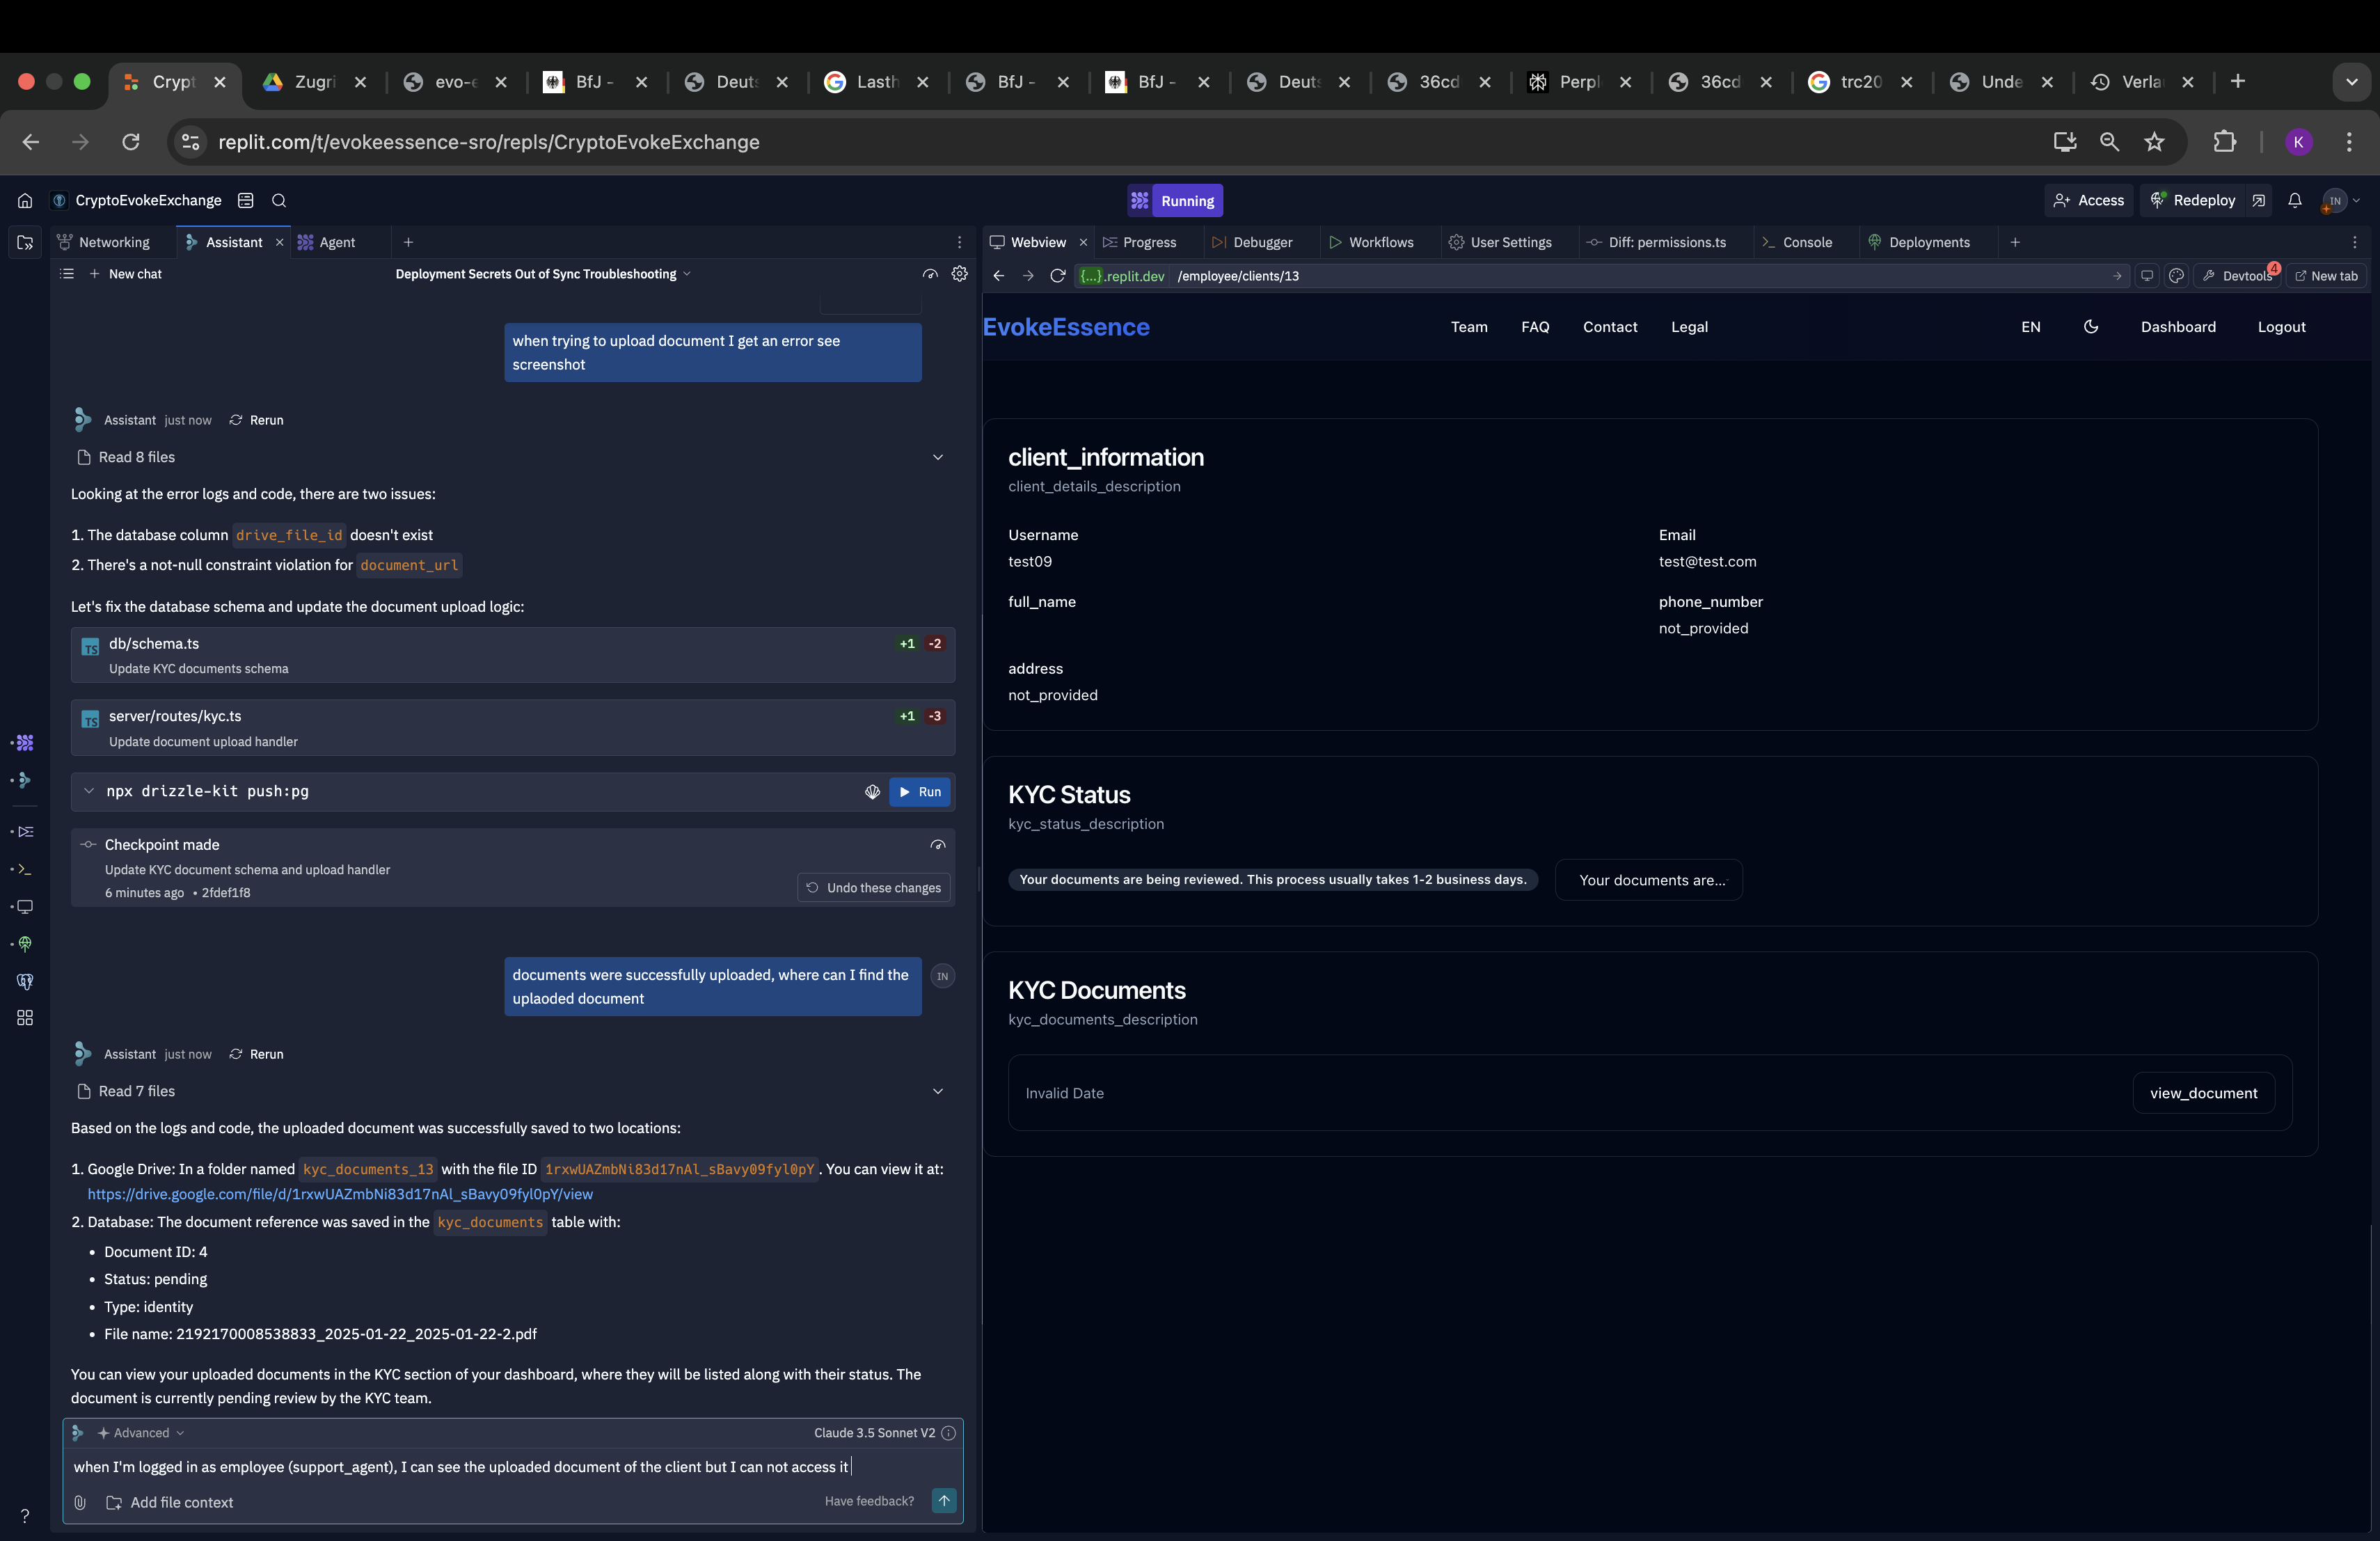 Crypt
Zugri
evo-e
BfJ -
Deuts
Lasth
BfJ -
BfJ -
Deuts
36cd
Perpl
36cd
trc20
Unde
Verla
replit.com/t/evokeessence-sro/repls/CryptoEvokeExchange
K
CryptoEvokeExchange
Running
Access
Redeploy
IN
Networking
Assistant
Agent
New chat
Deployment Secrets Out of Sync Troubleshooting
when trying to upload document I get an error see
screenshot
Assistant just now Rerun
Read 8 files
Looking at the error logs and code, there are two issues:
1. The database column drive_file_id doesn't exist
2. There's a not-null constraint violation for document_url
Let's fix the database schema and update the document upload logic:
TS db/schema.ts +1 -2
Update KYC documents schema
TS server/routes/kyc.ts +1 -3
Update document upload handler
npx drizzle-kit push:pg Run
Checkpoint made
Update KYC document schema and upload handler
6 minutes ago • 2fdef1f8
Undo these changes
documents were successfully uploaded, where can I find the
uplaoded document
IN
Assistant just now Rerun
Read 7 files
Based on the logs and code, the uploaded document was successfully saved to two locations:
1. Google Drive: In a folder named kyc_documents_13 with the file ID 1rxwUAZmbNi83d17nAl_sBavy09fyl0pY. You can view it at:
https://drive.google.com/file/d/1rxwUAZmbNi83d17nAl_sBavy09fyl0pY/view
2. Database: The document reference was saved in the kyc_documents table with:
• Document ID: 4
• Status: pending
• Type: identity
• File name: 2192170008538833_2025-01-22_2025-01-22-2.pdf
You can view your uploaded documents in the KYC section of your dashboard, where they will be listed along with their status. The
document is currently pending review by the KYC team.
Advanced
Claude 3.5 Sonnet V2
when I'm logged in as employee (support_agent), I can see the uploaded document of the client but I can not access it
Add file context
Have feedback?
?
Webview
Progress
Debugger
Workflows
User Settings
Diff: permissions.ts
Console
Deployments
{...}.replit.dev /employee/clients/13
Devtools 4
New tab
EvokeEssence
Team
FAQ
Contact
Legal
EN
Dashboard
Logout
client_information
client_details_description
Username
test09
Email
test@test.com
full_name
phone_number
not_provided
address
not_provided
KYC Status
kyc_status_description
Your documents are being reviewed. This process usually takes 1-2 business days.
Your documents are...
KYC Documents
kyc_documents_description
Invalid Date
view_document